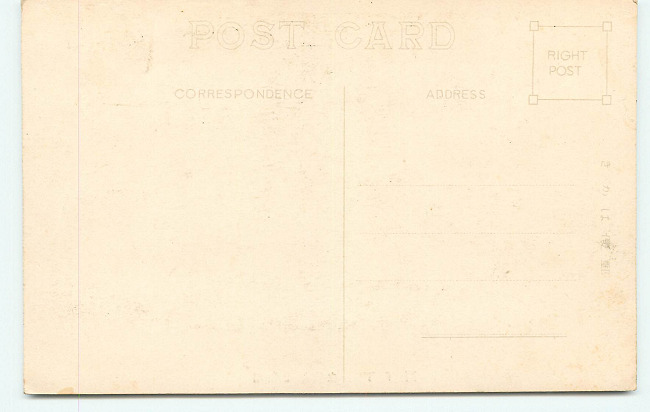 POST CARD
RIGHT
POST
CORRESPONDENCE
ADDRESS